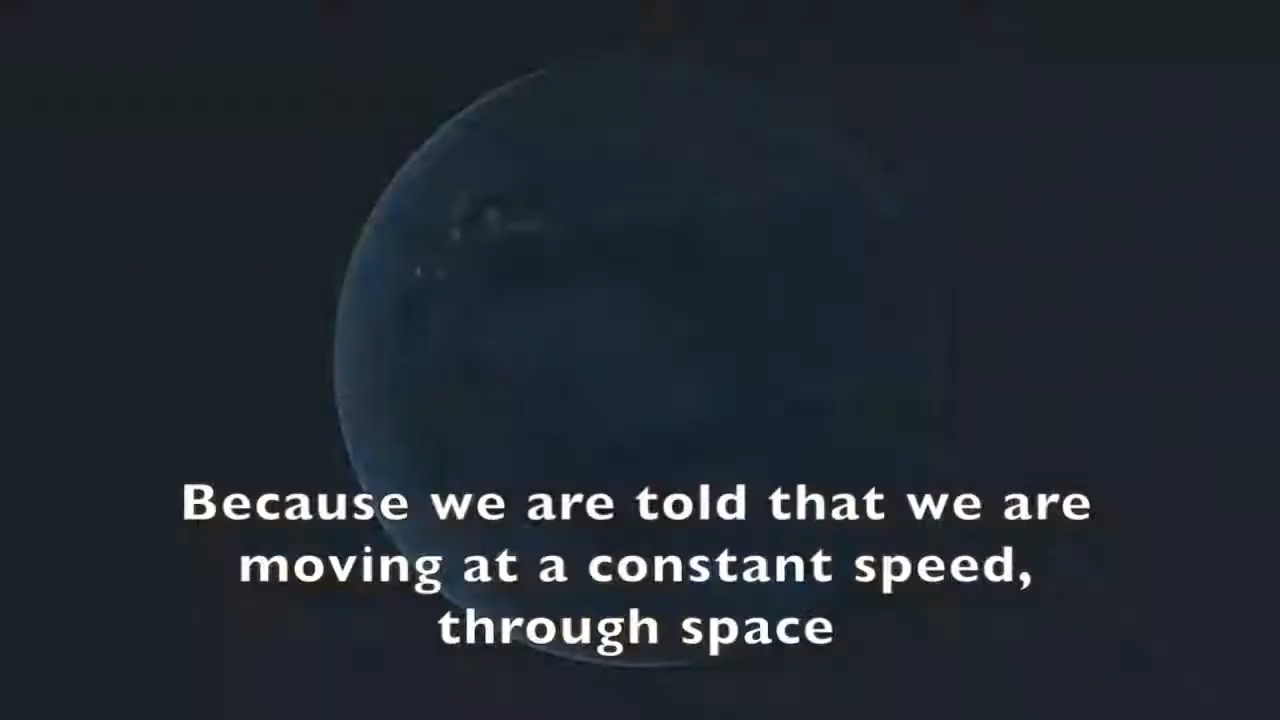 Because we are told that we are
moving at a constant speed,
through space